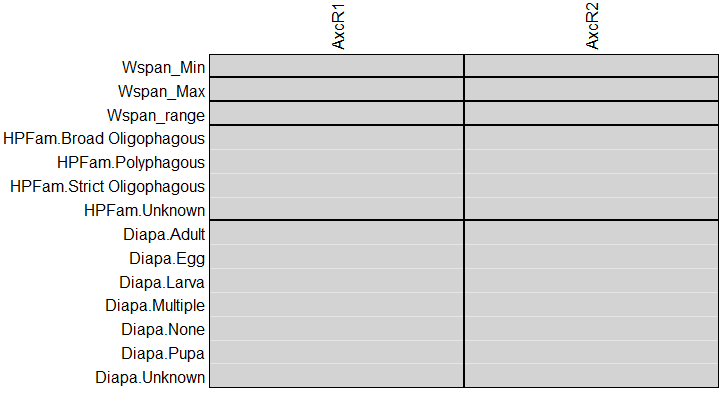 AxcR1
AxcR2
Wspan_Min
Wspan_Max
Wspan_range
HPFam.Broad Oligophagous
HPFam.Polyphagous
HPFam.Strict Oligophagous
HPFam.Unknown
Diapa.Adult
Diapa.Egg
Diapa.Larva
Diapa.Multiple
Diapa.None
Diapa.Pupa
Diapa.Unknown